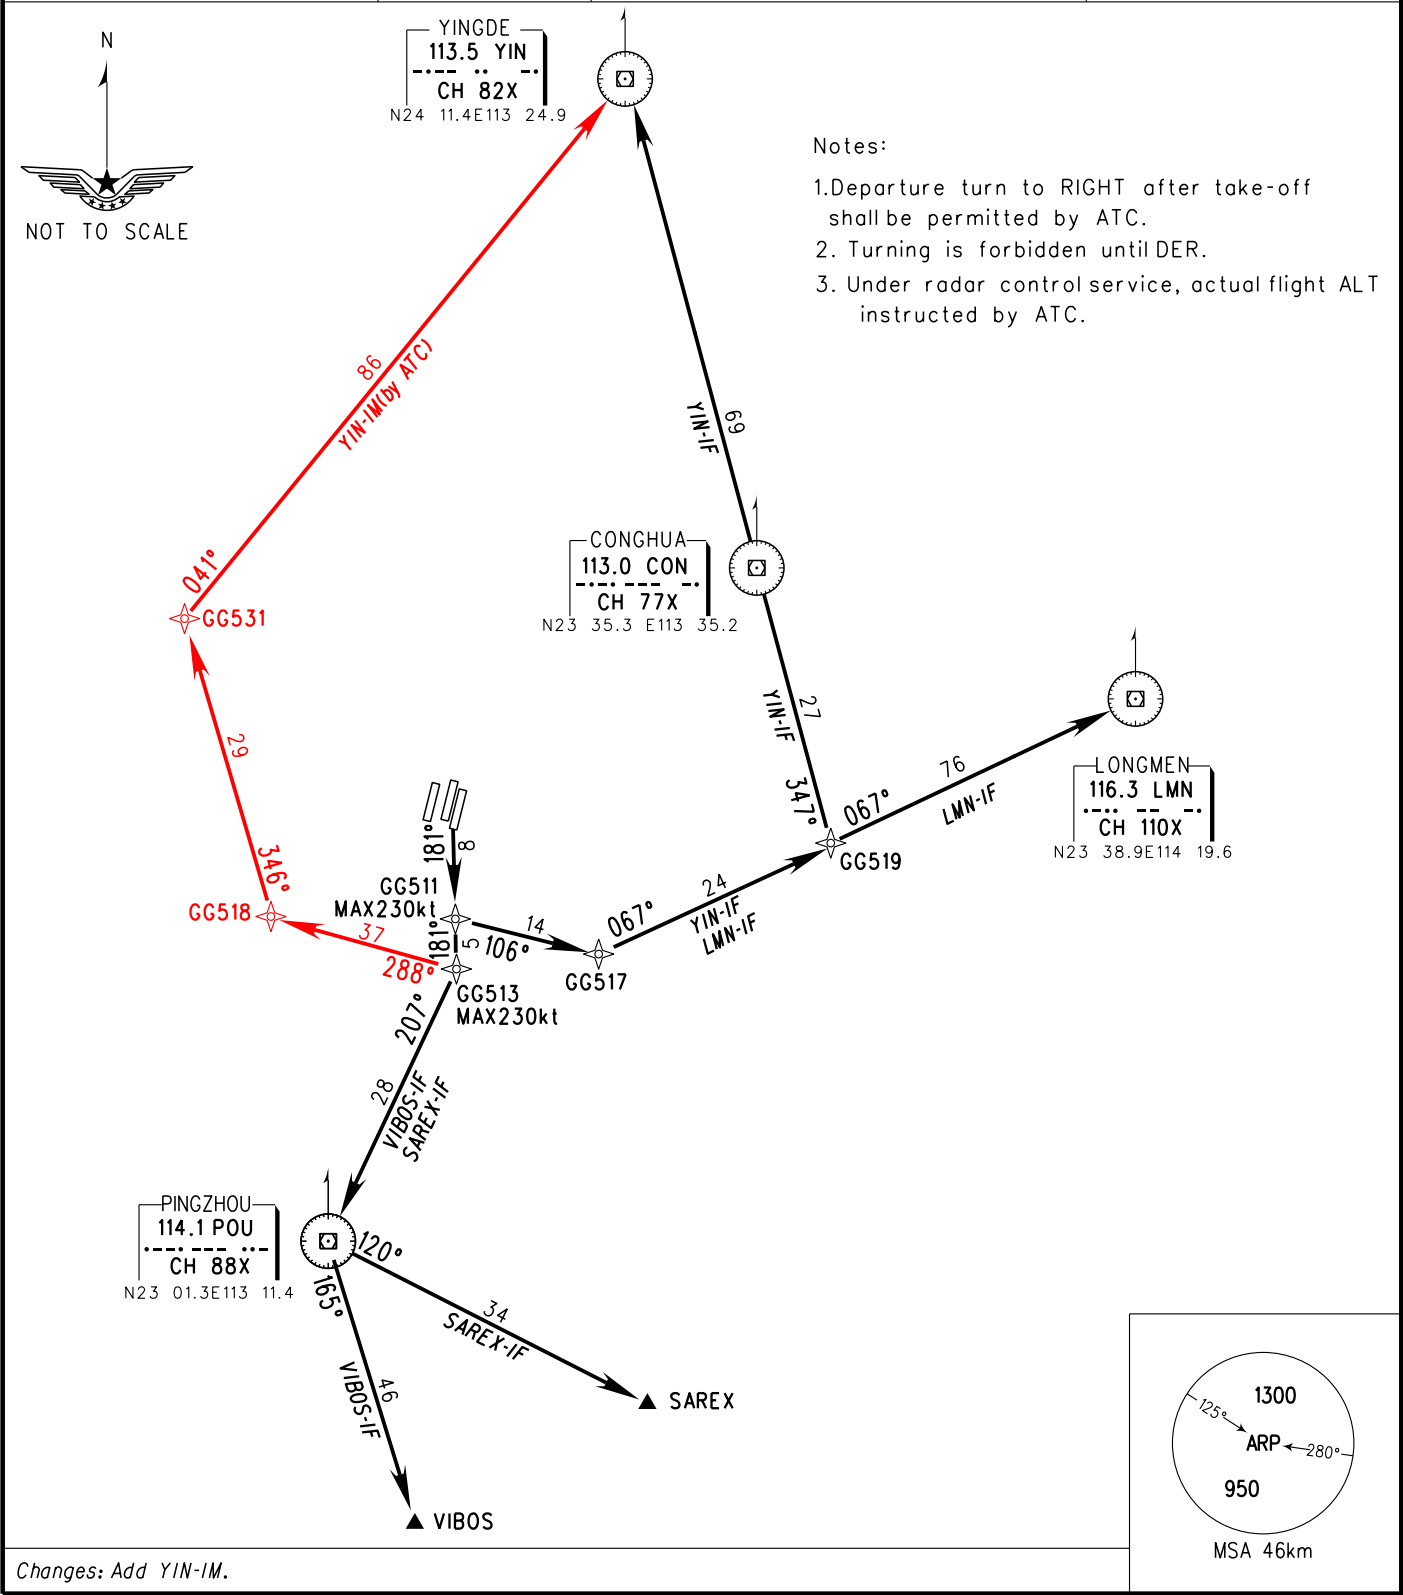 N
NOT TO SCALE
YINGDE
113.5 YIN
CH 82X
N24 11.4E113 24.9
Notes:
1.Departure turn to RIGHT after take-off
shall be permitted by ATC.
2. Turning is forbidden until DER.
3. Under radar control service, actual flight ALT
instructed by ATC.
86
YIN-IM(by ATC)
69
YIN-IF
CONGHUA
113.0 CON
CH 77X
N23 35.3 E113 35.2
041°
GG531
29
27
YIN-IF
347°
LONGMEN
116.3 LMN
CH 110X
N23 38.9E114 19.6
76
LMN-IF
067°
GG519
181°
8
346°
GG518
37
288°
GG511
MAX230kt
181°
5
14
106°
GG517
067°
24
YIN-IF
LMN-IF
GG513
MAX230kt
207°
28
VIBOS-IF
SAREX-IF
PINGZHOU
114.1 POU
CH 88X
N23 01.3E113 11.4
120°
165°
34
SAREX-IF
46
VIBOS-IF
SAREX
VIBOS
1300
125°
ARP
280°
950
MSA 46km
Changes: Add YIN-IM.